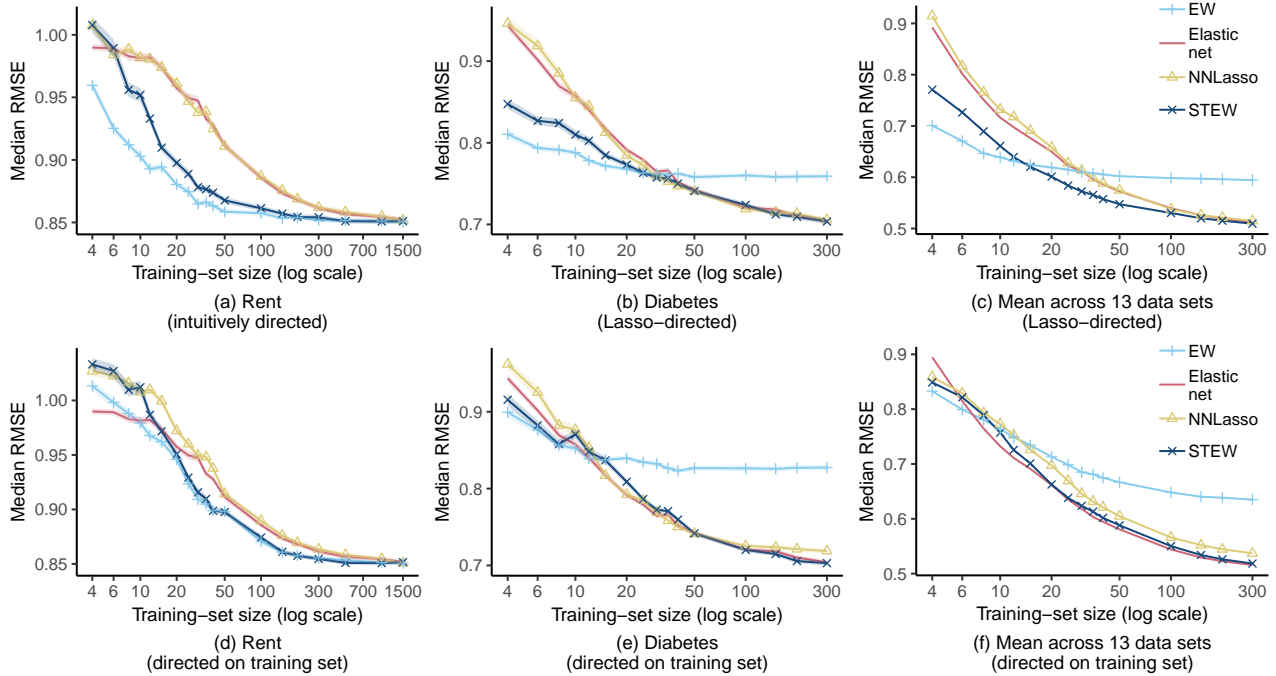 Median RMSE
1.00
0.95
0.90
0.85
4 6 10 20 50 100 300 700 1500
Training−set size (log scale)
(a) Rent
(intuitively directed)
Median RMSE
0.9
0.8
0.7
4 6 10 20 50 100 300
Training−set size (log scale)
(b) Diabetes
(Lasso−directed)
Median RMSE
0.9
0.8
0.7
0.6
0.5
4 6 10 20 50 100 300
Training−set size (log scale)
(c) Mean across 13 data sets
(Lasso−directed)
EW
Elastic
net
NNLasso
STEW
Median RMSE
1.00
0.95
0.90
0.85
4 6 10 20 50 100 300 700 1500
Training−set size (log scale)
(d) Rent
(directed on training set)
Median RMSE
0.9
0.8
0.7
4 6 10 20 50 100 300
Training−set size (log scale)
(e) Diabetes
(directed on training set)
Median RMSE
0.9
0.8
0.7
0.6
0.5
4 6 10 20 50 100 300
Training−set size (log scale)
(f) Mean across 13 data sets
(directed on training set)
EW
Elastic
net
NNLasso
STEW